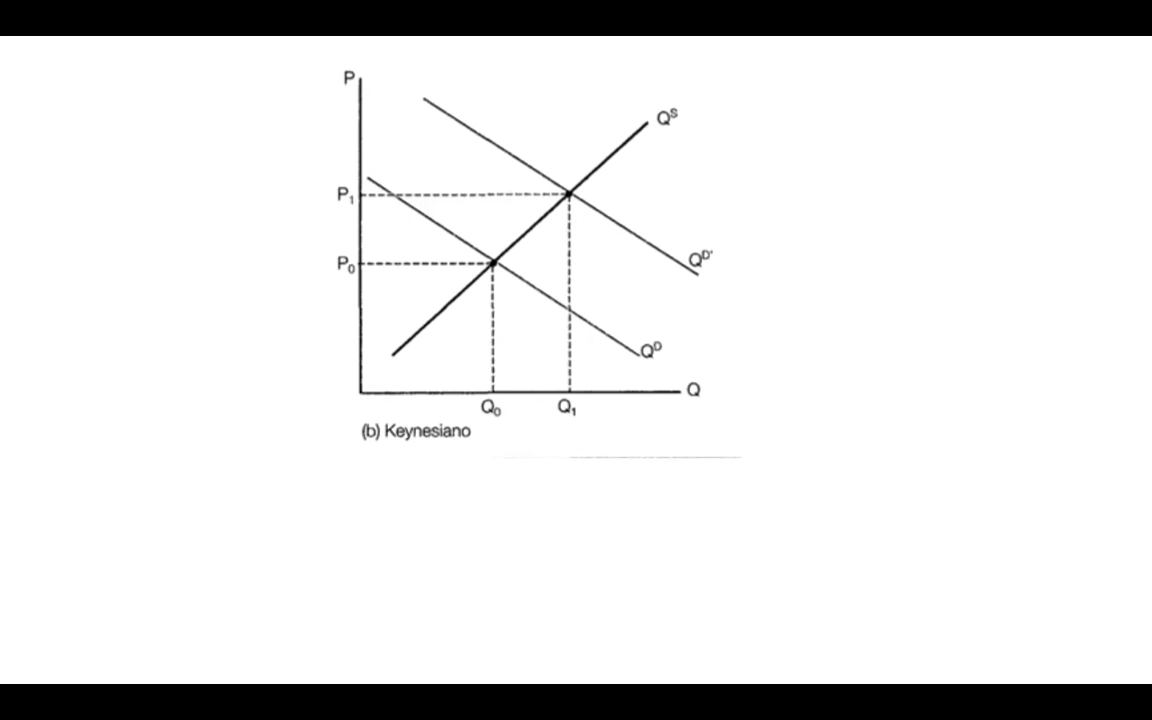 P
Qˢ
P₁
Qᴰ'
P₀
Qᴰ
Q
Q₀ Q₁
(b) Keynesiano